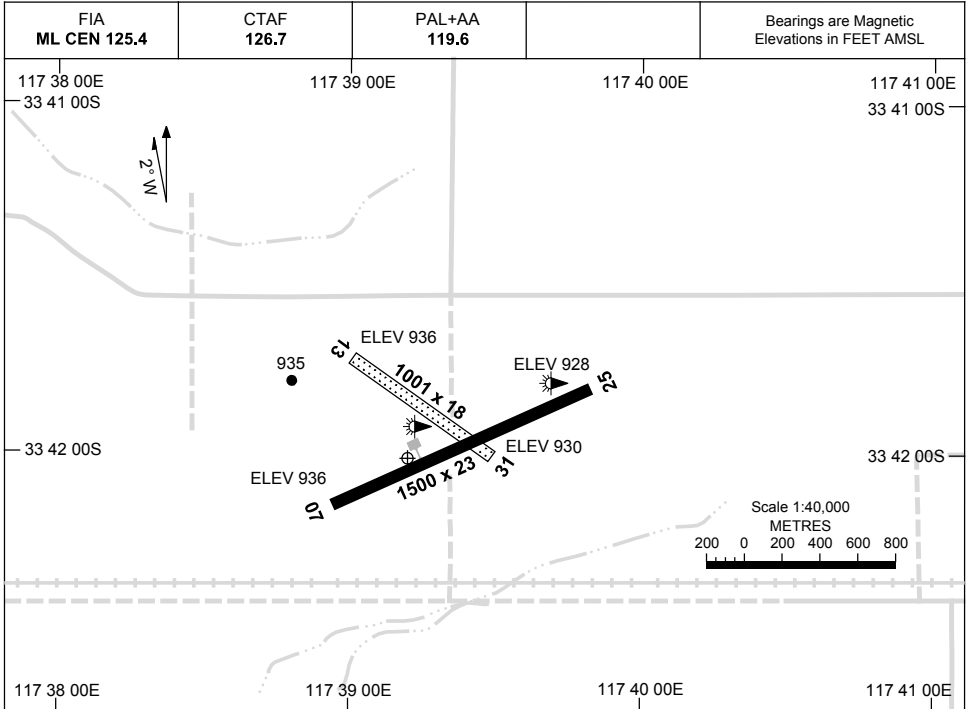 FIA
ML CEN 125.4
CTAF
126.7
PAL+AA
119.6
Bearings are Magnetic
Elevations in FEET AMSL
117 38 00E
117 39 00E
117 40 00E
117 41 00E
33 41 00S
33 41 00S
2° W
ELEV 936
13
935
1001 x 18
ELEV 928
25
33 42 00S
ELEV 930
33 42 00S
ELEV 936
1500 x 23
31
07
Scale 1:40,000
METRES
200 0 200 400 600 800
117 38 00E
117 39 00E
117 40 00E
117 41 00E